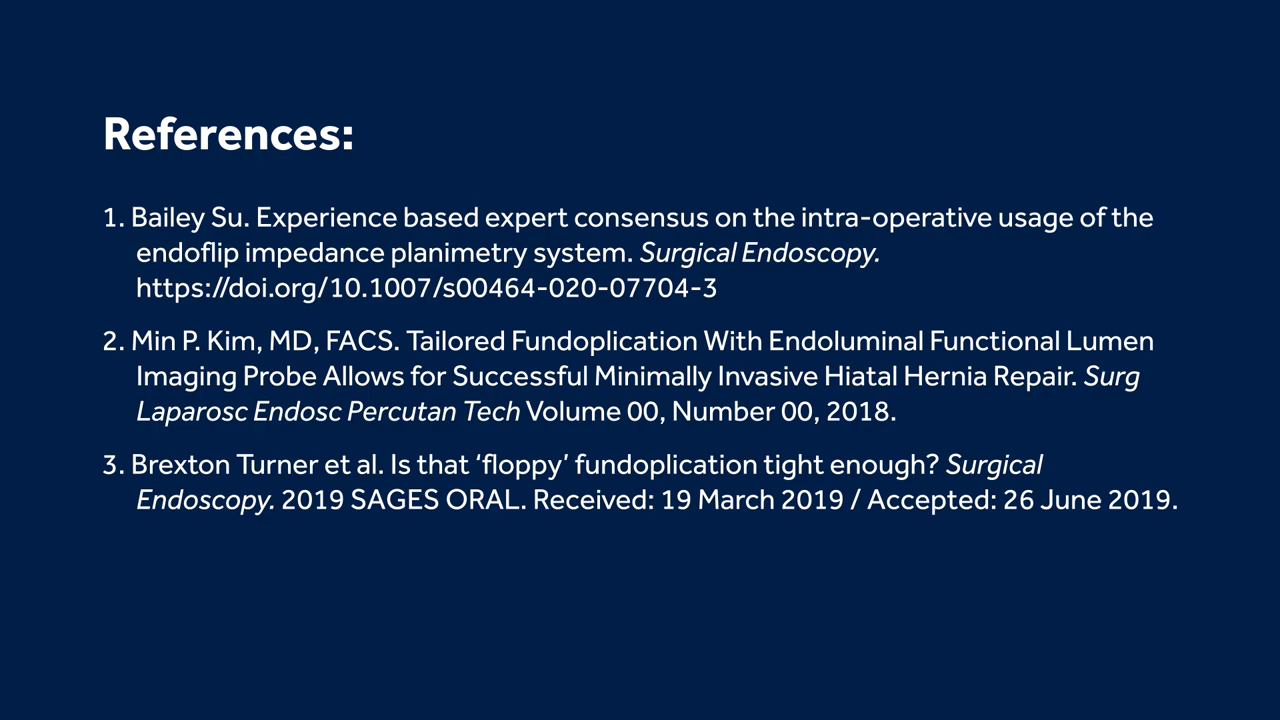 References:
1. Bailey Su. Experience based expert consensus on the intra-operative usage of the
endoflip impedance planimetry system. Surgical Endoscopy.
https://doi.org/10.1007/s00464-020-07704-3
2. Min P. Kim, MD, FACS. Tailored Fundoplication With Endoluminal Functional Lumen
Imaging Probe Allows for Successful Minimally Invasive Hiatal Hernia Repair. Surg
Laparosc Endosc Percutan Tech Volume 00, Number 00, 2018.
3. Brexton Turner et al. Is that ‘floppy’ fundoplication tight enough? Surgical
Endoscopy. 2019 SAGES ORAL. Received: 19 March 2019 / Accepted: 26 June 2019.